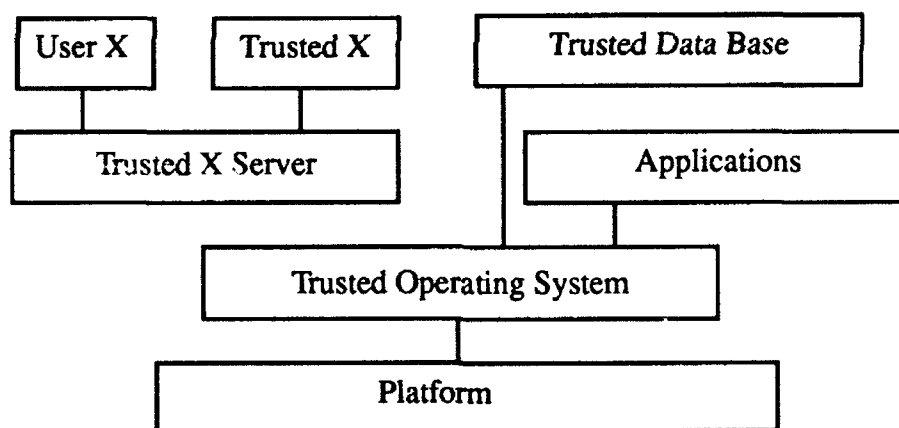 User X
Trusted X
Trusted Data Base
Trusted X Server
Applications
Trusted Operating System
Platform